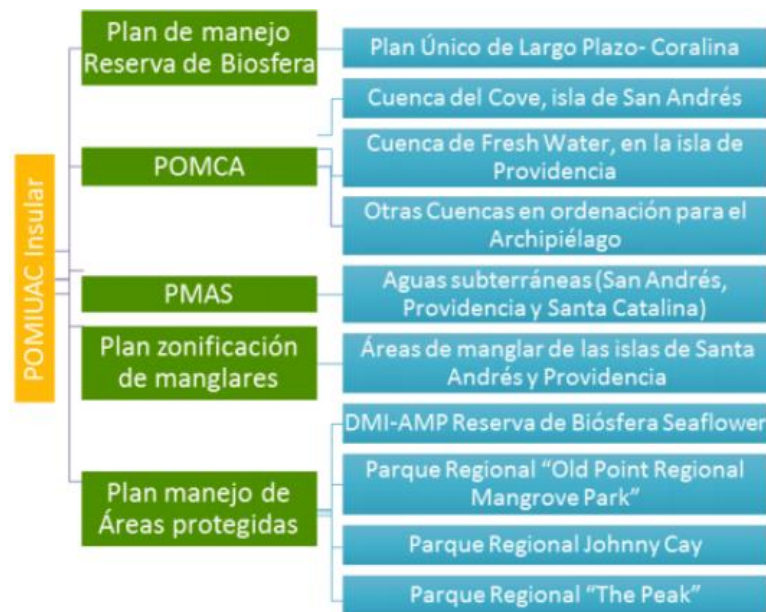 POMIUAC Insular
Plan de manejo
Reserva de Biosfera
Plan Único de Largo Plazo- Coralina
POMCA
Cuenca del Cove, isla de San Andrés
Cuenca de Fresh Water, en la isla de
Providencia
Otras Cuencas en ordenación para el
Archipiélago
PMAS
Aguas subterráneas (San Andrés,
Providencia y Santa Catalina)
Plan zonificación
de manglares
Áreas de manglar de las islas de Santa
Andrés y Providencia
Plan manejo de
Áreas protegidas
DMI-AMP Reserva de Biósfera Seaflower
Parque Regional “Old Point Regional
Mangrove Park”
Parque Regional Johnny Cay
Parque Regional “The Peak”